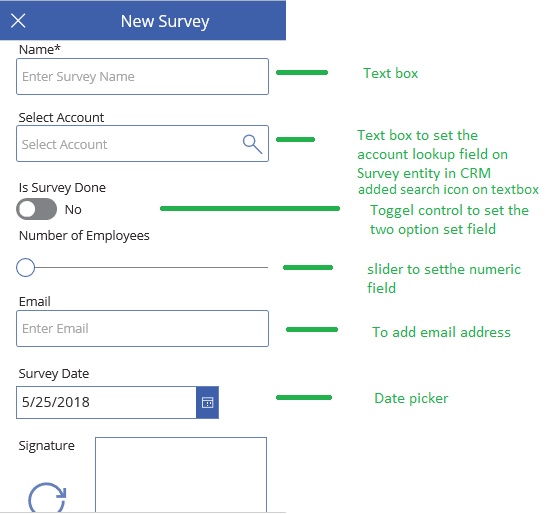 New Survey
Name*
Enter Survey Name
Text box
Select Account
Select Account
Text box to set the
account lookup field on
Survey entity in CRM
added search icon on textbox
Is Survey Done
No
Toggel control to set the
two option set field
Number of Employees
slider to setthe numeric
field
Email
Enter Email
To add email address
Survey Date
5/25/2018
Date picker
Signature